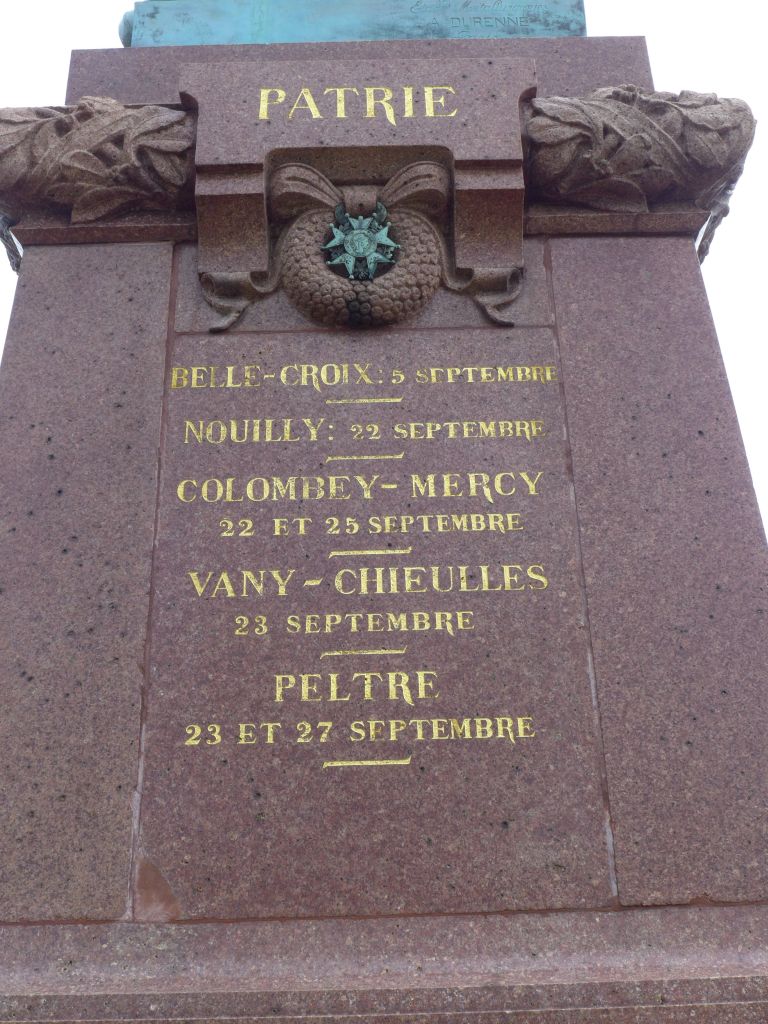 A DURENNE
PATRIE
BELLE-CROIX: 5 SEPTEMBRE
NOUILLY: 22 SEPTEMBRE
COLOMBEY-MERCY
22 ET 25 SEPTEMBRE
VANY-CHIEULLES
23 SEPTEMBRE
PELTRE
23 ET 27 SEPTEMBRE